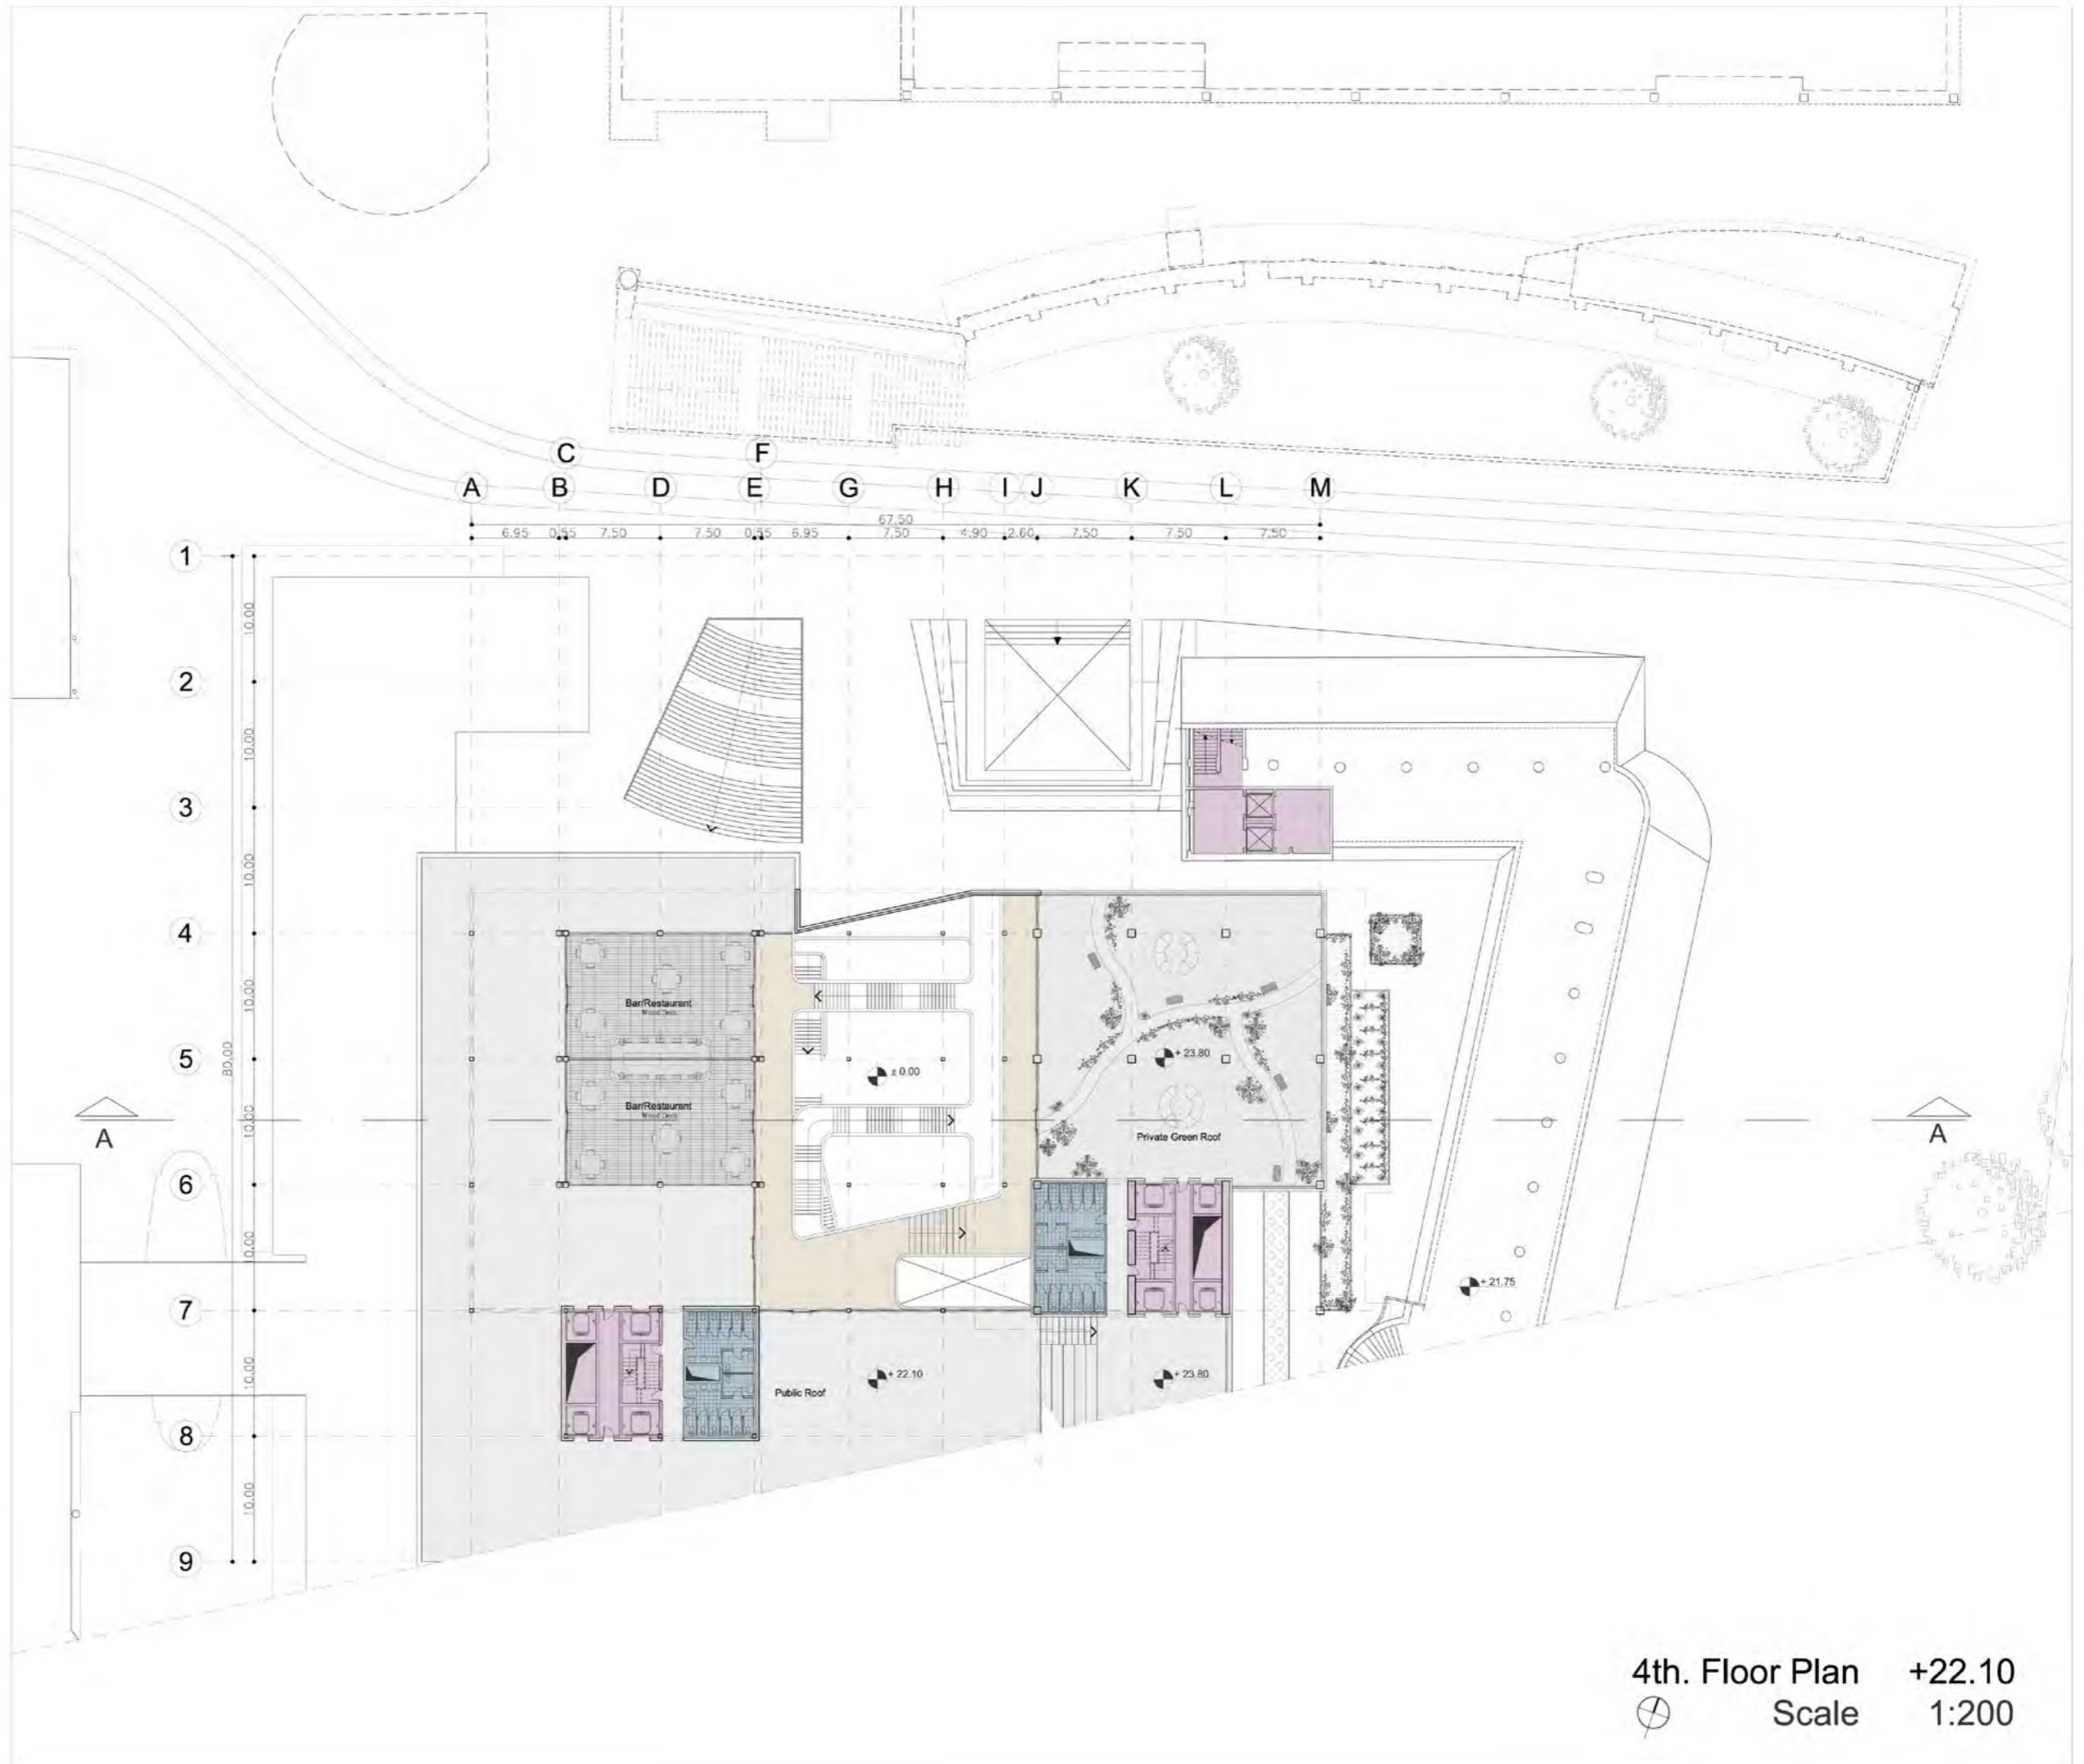 C F
A B D E G H I J K L M
67.50
6.95 0.55 7.50 7.50 0.55 6.95 7.50 4.90 2.60 7.50 7.50 7.50
1
10.00
2
10.00
3
10.00
4
10.00
Bar/Restaurant
Wood Deck
5
80.00
+ 23.80
± 0.00
10.00
Bar/Restaurant
Wood Deck
A
A
Private Green Roof
6
10.00
+ 21.75
7
10.00
+ 22.10
+ 23.80
Public Roof
8
10.00
9
4th. Floor Plan +22.10
Scale 1:200